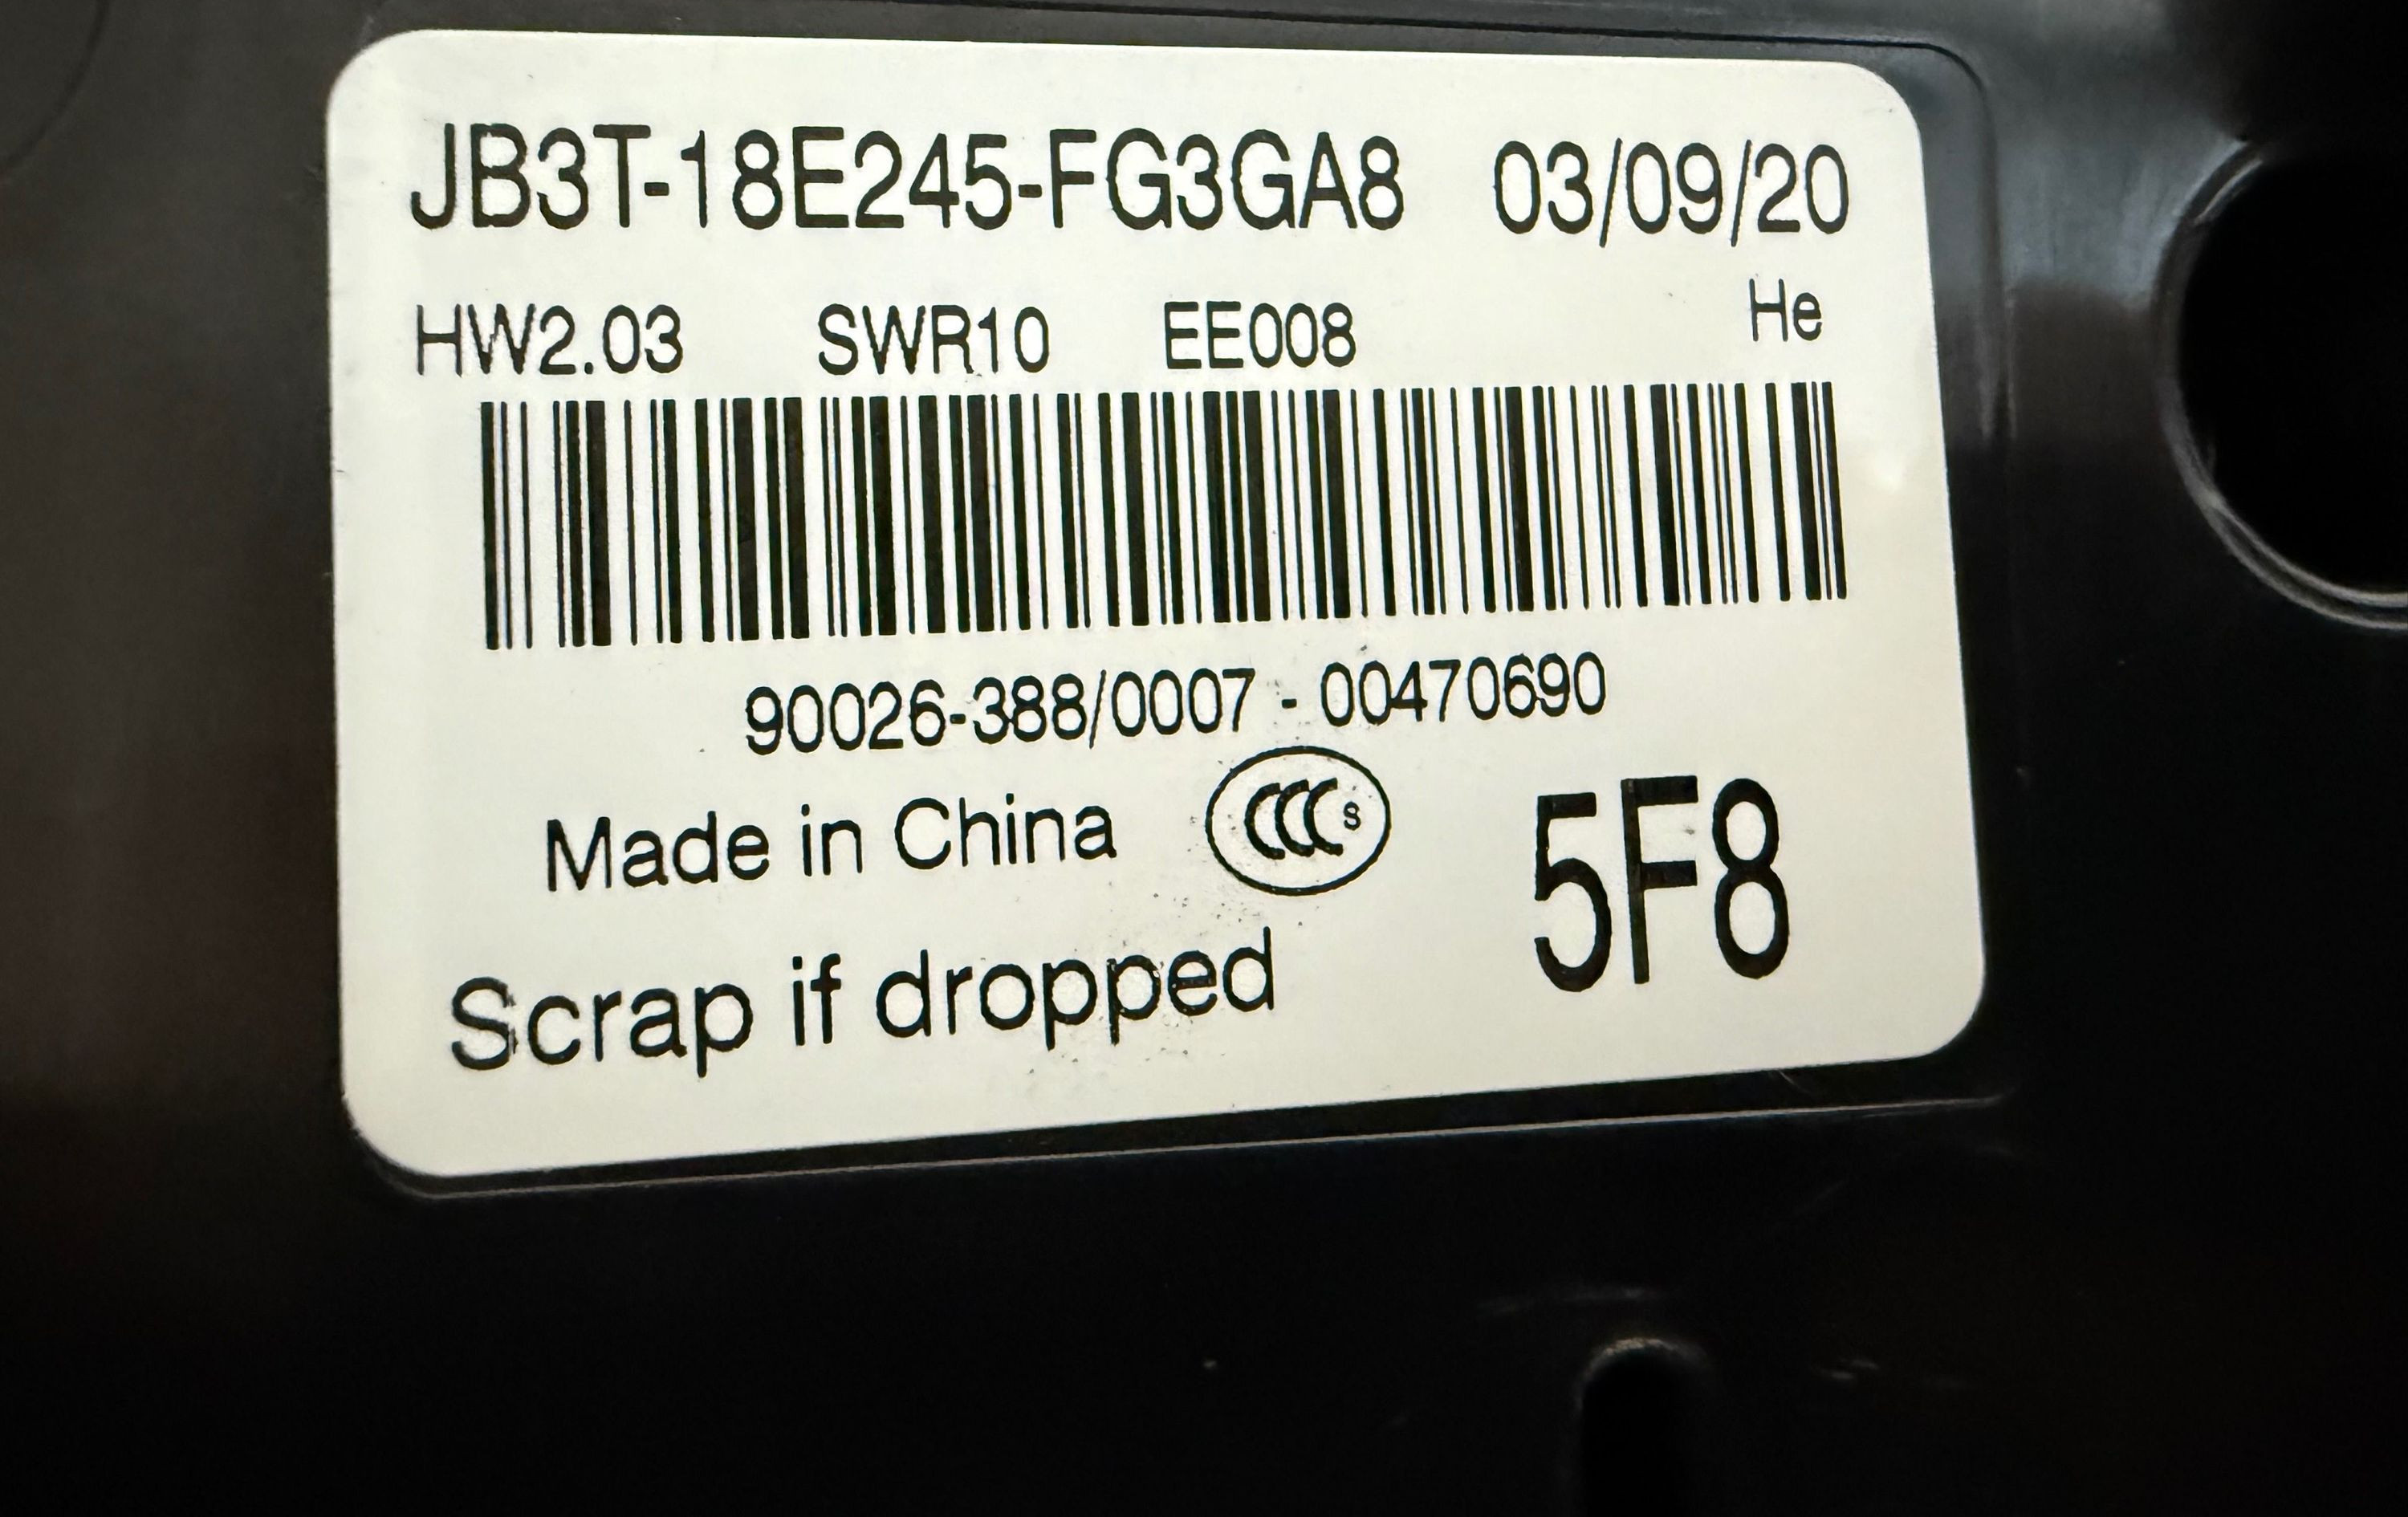 JB3T-18E245-FG3GA8 03/09/20
HW2.03 SWR10 EE008 He
90026-388/0007 - 00470690
Made in China CCC S 5F8
Scrap if dropped